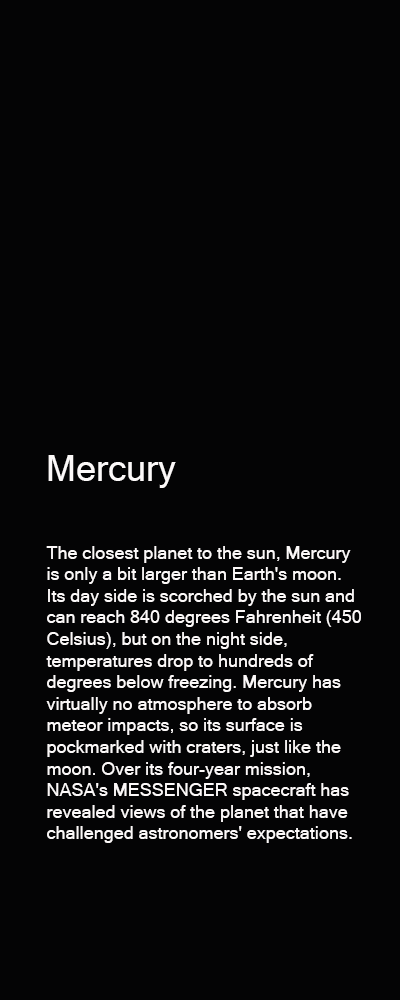 Mercury
The closest planet to the sun, Mercury
is only a bit larger than Earth's moon.
Its day side is scorched by the sun and
can reach 840 degrees Fahrenheit (450
Celsius), but on the night side,
temperatures drop to hundreds of
degrees below freezing. Mercury has
virtually no atmosphere to absorb
meteor impacts, so its surface is
pockmarked with craters, just like the
moon. Over its four-year mission,
NASA's MESSENGER spacecraft has
revealed views of the planet that have
challenged astronomers' expectations.